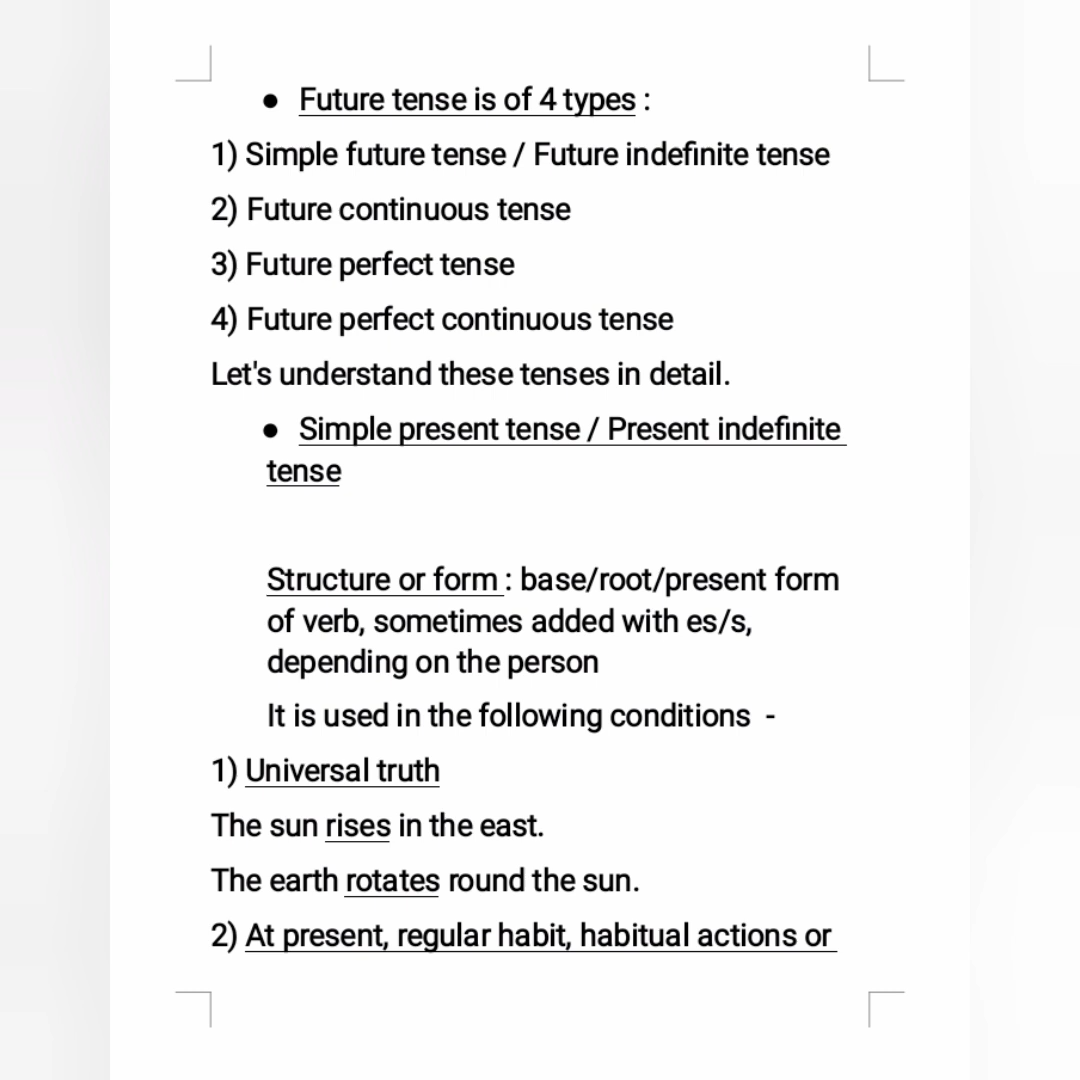 ● Future tense is of 4 types :
1) Simple future tense / Future indefinite tense
2) Future continuous tense
3) Future perfect tense
4) Future perfect continuous tense
Let's understand these tenses in detail.
● Simple present tense / Present indefinite
tense
Structure or form : base/root/present form
of verb, sometimes added with es/s,
depending on the person
It is used in the following conditions -
1) Universal truth
The sun rises in the east.
The earth rotates round the sun.
2) At present, regular habit, habitual actions or